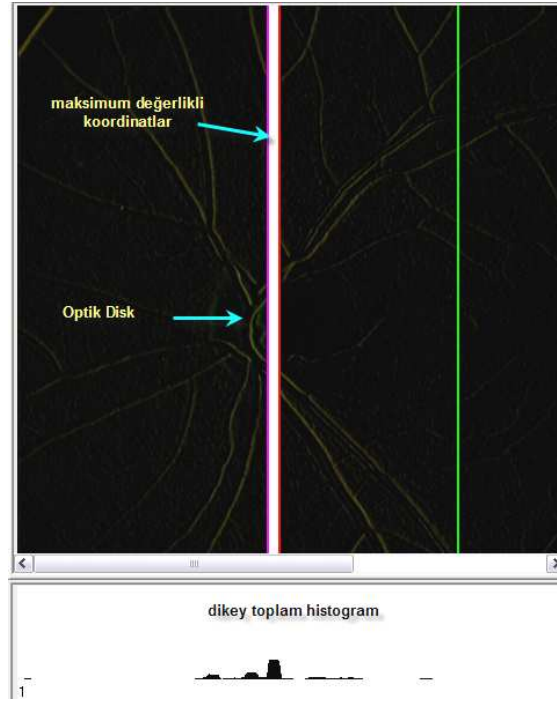 maksimum değerlikli
koordinatlar
Optik Disk
dikey toplam histogram
1